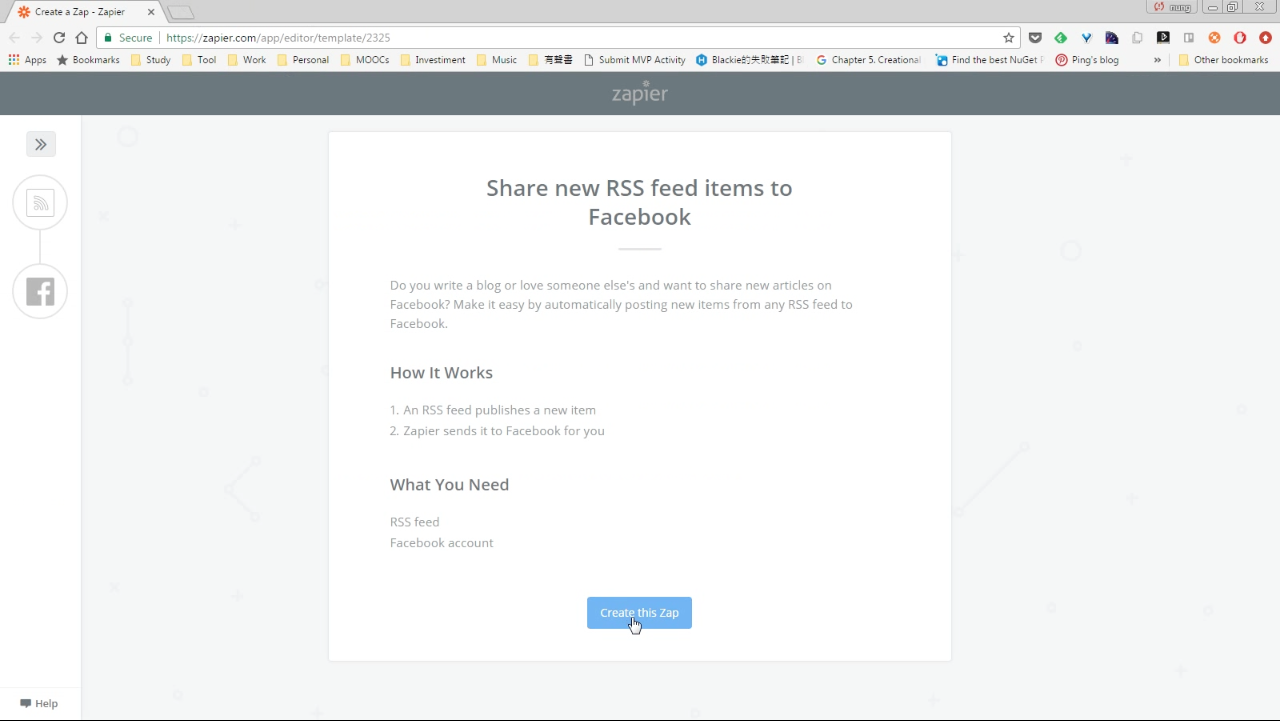 Create a Zap - Zapier
nung
Secure
https://zapier.com/app/editor/template/2325
Apps
Bookmarks
Study
Tool
Work
Personal
MOOCs
Investiment
Music
有聲書
Submit MVP Activity
Blackie的失敗筆記 | Bl
Chapter 5. Creational
Find the best NuGet P
Ping's blog
»
Other bookmarks
zapier
Share new RSS feed items to
Facebook
Do you write a blog or love someone else's and want to share new articles on
Facebook? Make it easy by automatically posting new items from any RSS feed to
Facebook.
How It Works
1. An RSS feed publishes a new item
2. Zapier sends it to Facebook for you
What You Need
RSS feed
Facebook account
Create this Zap
Help